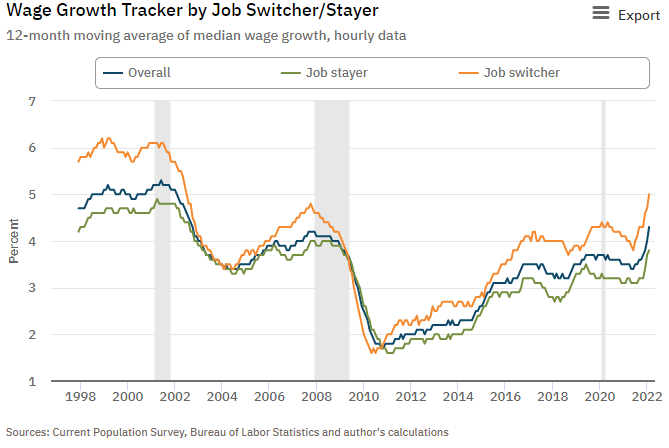 Wage Growth Tracker by Job Switcher/Stayer
Export
12-month moving average of median wage growth, hourly data
Overall
Job stayer
Job switcher
7
6
5
4
3
2
1
Percent
1998 2000 2002 2004 2006 2008 2010 2012 2014 2016 2018 2020 2022
Sources: Current Population Survey, Bureau of Labor Statistics and author's calculations